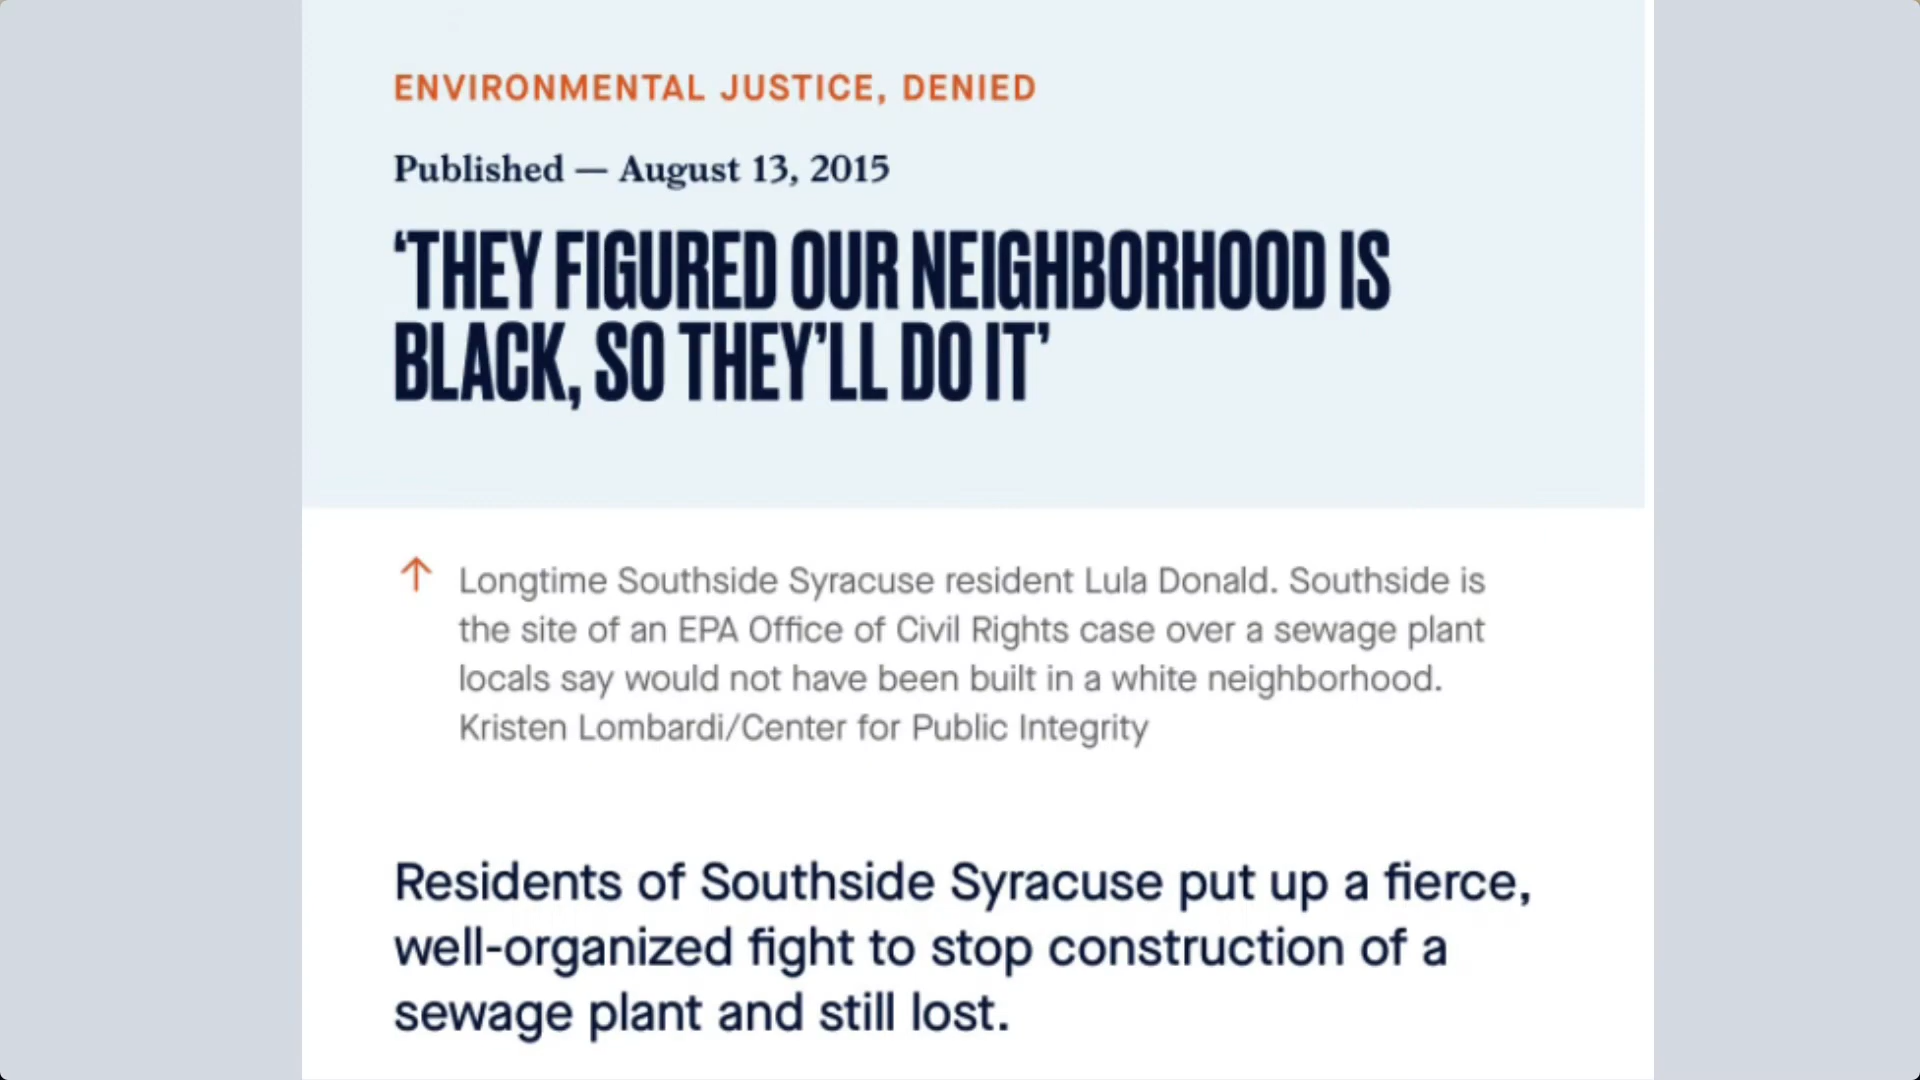 ENVIRONMENTAL JUSTICE, DENIED
Published — August 13, 2015
‘THEY FIGURED OUR NEIGHBORHOOD IS
BLACK, SO THEY’LL DO IT’
↑ Longtime Southside Syracuse resident Lula Donald. Southside is
the site of an EPA Office of Civil Rights case over a sewage plant
locals say would not have been built in a white neighborhood.
Kristen Lombardi/Center for Public Integrity
Residents of Southside Syracuse put up a fierce,
well-organized fight to stop construction of a
sewage plant and still lost.